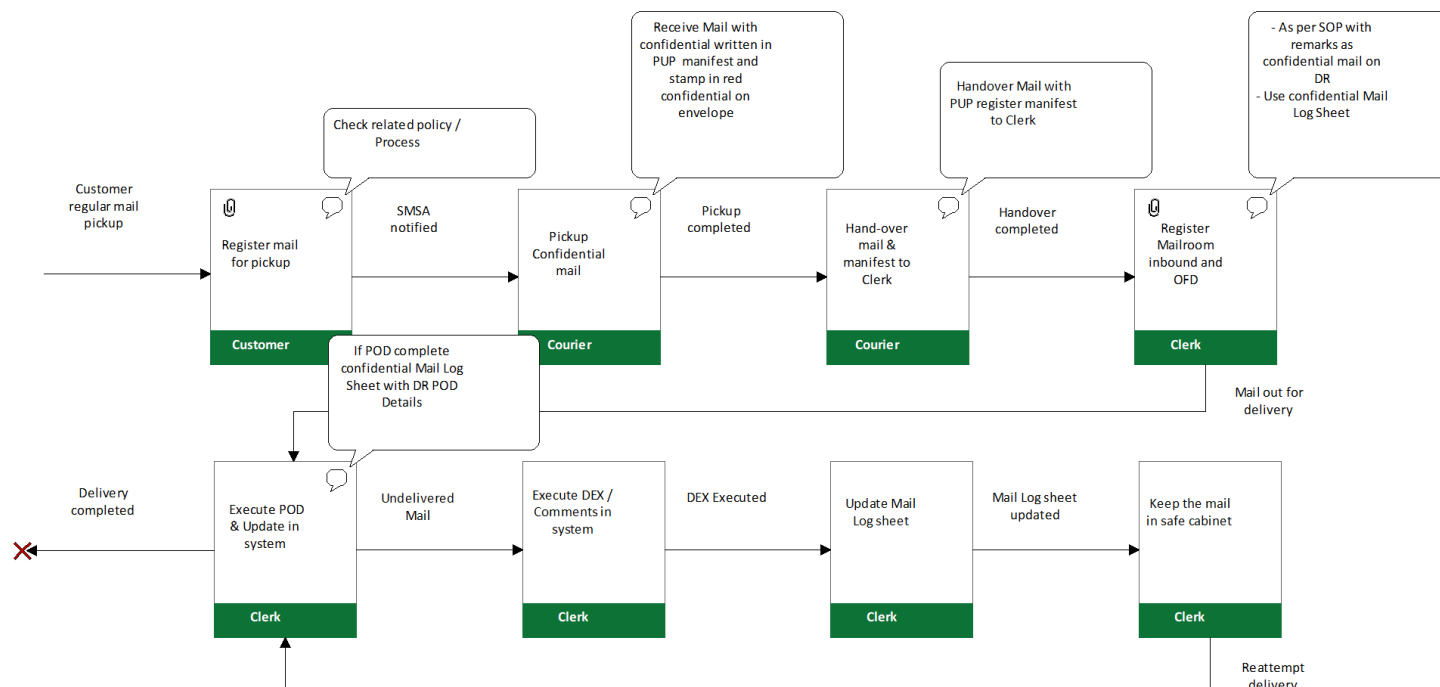 Receive Mail with
confidential written in
PUP manifest and
stamp in red
confidential on
envelope
- As per SOP with
remarks as
confidential mail on
DR
- Use confidential Mail
Log Sheet
Handover Mail with
PUP register manifest
to Clerk
Check related policy /
Process
Customer
regular mail
pickup
Register mail
for pickup
Customer
SMSA
notified
Pickup
Confidential
mail
Courier
Pickup
completed
Hand-over
mail &
manifest to
Clerk
Courier
Handover
completed
Register
Mailroom
inbound and
OFD
Clerk
Mail out for
delivery
If POD complete
confidential Mail Log
Sheet with DR POD
Details
Delivery
completed
Execute POD
& Update in
system
Clerk
Undelivered
Mail
Execute DEX /
Comments in
system
Clerk
DEX Executed
Update Mail
Log sheet
Clerk
Mail Log sheet
updated
Keep the mail
in safe cabinet
Clerk
Reattempt
delivery